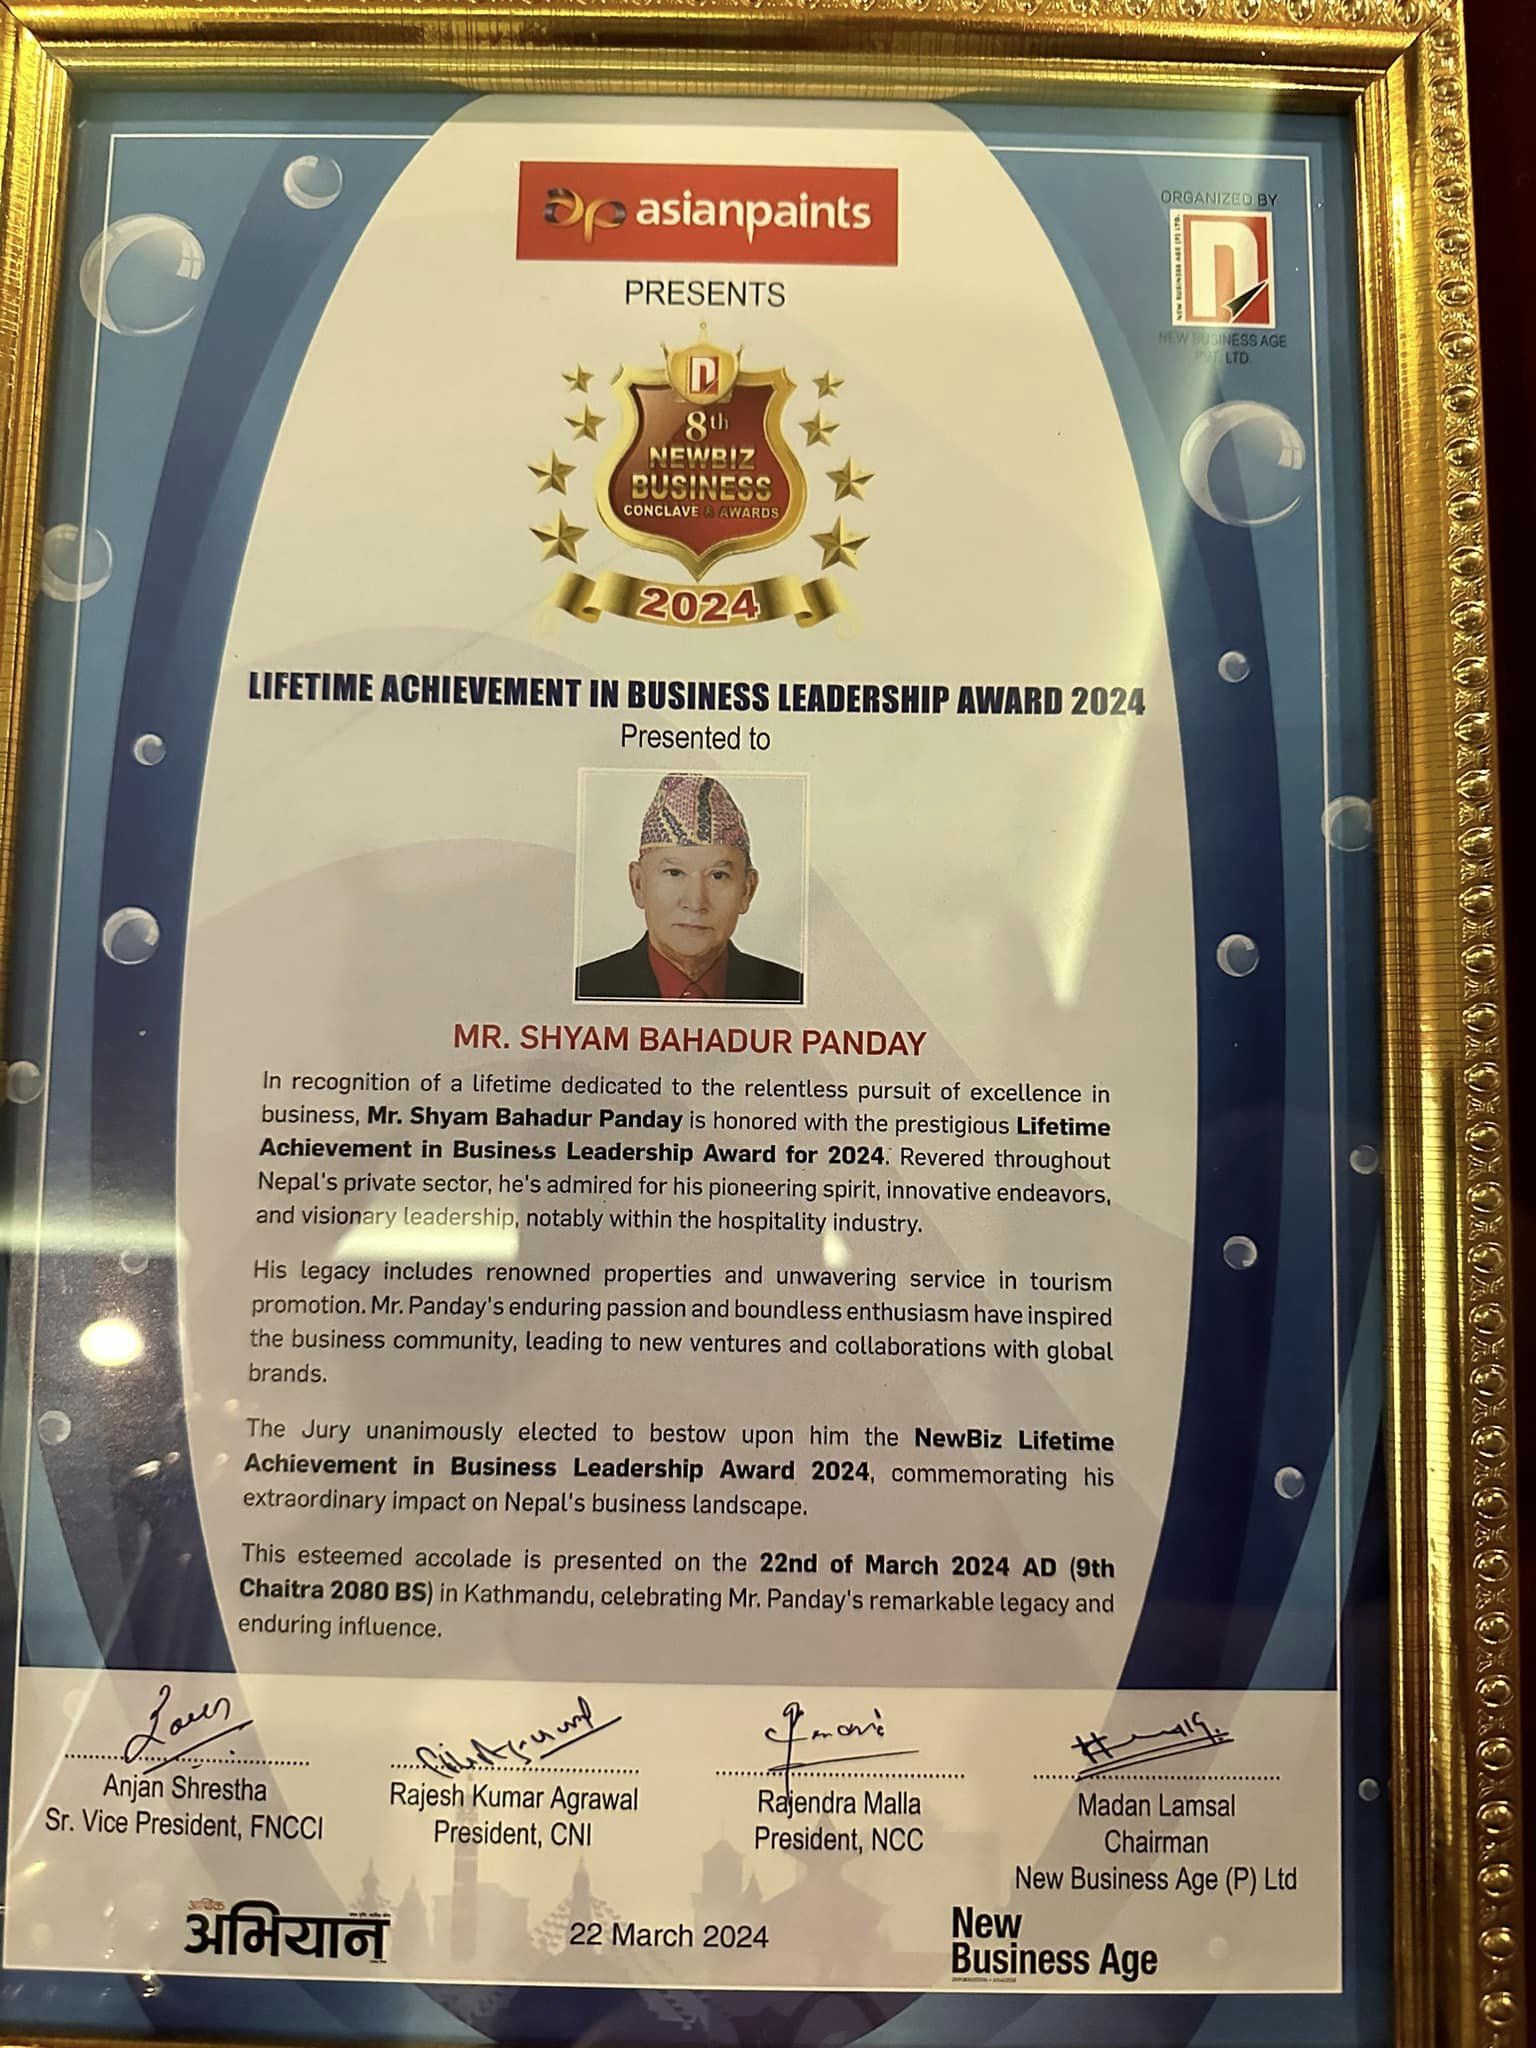 asianpaints
PRESENTS
ORGANIZED BY
NEW BUSINESS AGE (P) LTD.
NEW BUSINESS AGE
PVT. LTD.
8th
NEWBIZ
BUSINESS
CONCLAVE & AWARDS
2024
LIFETIME ACHIEVEMENT IN BUSINESS LEADERSHIP AWARD 2024
Presented to
MR. SHYAM BAHADUR PANDAY
In recognition of a lifetime dedicated to the relentless pursuit of excellence in
business, Mr. Shyam Bahadur Panday is honored with the prestigious Lifetime
Achievement in Business Leadership Award for 2024. Revered throughout
Nepal's private sector, he's admired for his pioneering spirit, innovative endeavors,
and visionary leadership, notably within the hospitality industry.
His legacy includes renowned properties and unwavering service in tourism
promotion. Mr. Panday's enduring passion and boundless enthusiasm have inspired
the business community, leading to new ventures and collaborations with global
brands.
The Jury unanimously elected to bestow upon him the NewBiz Lifetime
Achievement in Business Leadership Award 2024, commemorating his
extraordinary impact on Nepal's business landscape.
This esteemed accolade is presented on the 22nd of March 2024 AD (9th
Chaitra 2080 BS) in Kathmandu, celebrating Mr. Panday's remarkable legacy and
enduring influence.
Anjan Shrestha
Sr. Vice President, FNCCI
Rajesh Kumar Agrawal
President, CNI
Rajendra Malla
President, NCC
Madan Lamsal
Chairman
New Business Age (P) Ltd
आर्थिक
अभियान
22 March 2024
New
Business Age